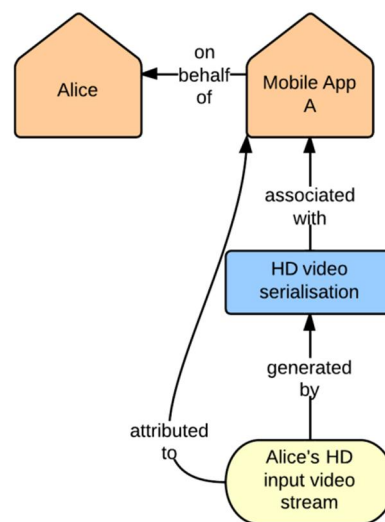 on
behalf
of
Alice
Mobile App
A
associated
with
HD video
serialisation
generated
by
attributed
to
Alice's HD
input video
stream